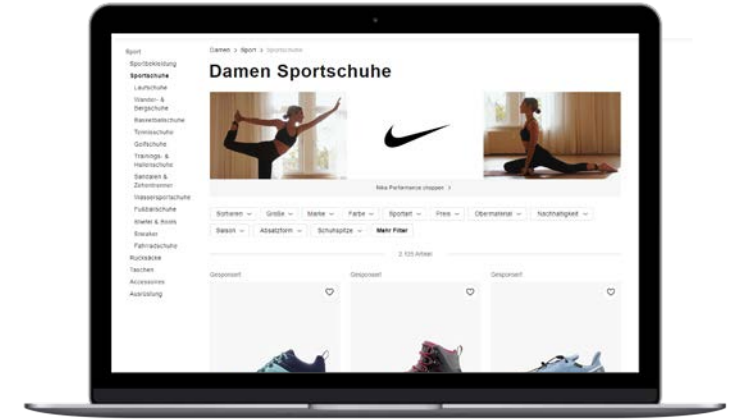 Sport
Sportbekleidung
Sportschuhe
Laufschuhe
Wander- &
Bergschuhe
Basketballschuhe
Tennisschuhe
Golfschuhe
Trainings- &
Hallenschuhe
Sandalen &
Zehentrenner
Wassersportschuhe
Fußballschuhe
Stiefel & Boots
Sneaker
Fahrradschuhe
Rucksäcke
Taschen
Accessoires
Ausrüstung
Damen > Sport > Sportschuhe
Damen Sportschuhe
Nike Performance shoppen >
Sortieren Größe Marke Farbe Sportart Preis Obermaterial Nachhaltigkeit
Saison Absatzform Schuhspitze Mehr Filter
2.125 Artikel
Gesponsert Gesponsert Gesponsert